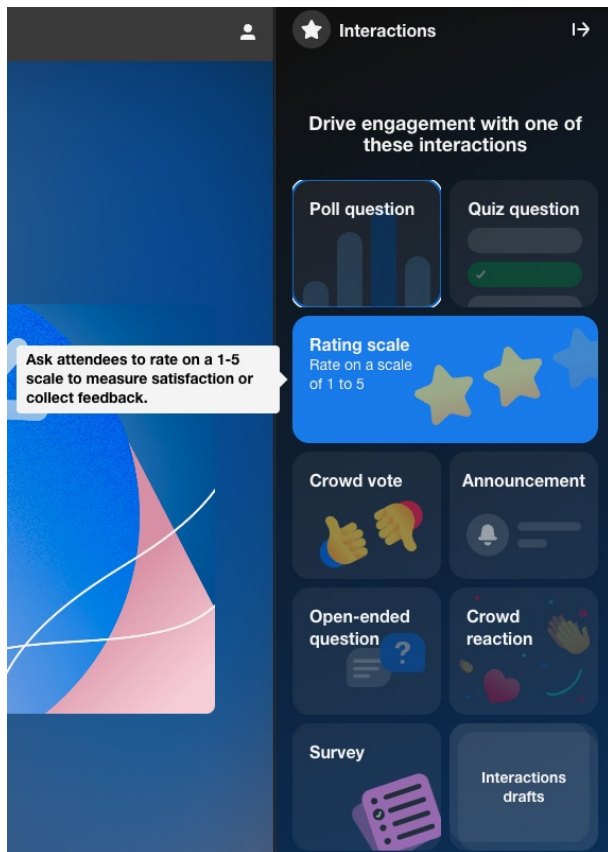 Interactions
Drive engagement with one of
these interactions
Poll question
Quiz question
Ask attendees to rate on a 1-5
scale to measure satisfaction or
collect feedback.
Rating scale
Rate on a scale
of 1 to 5
Crowd vote
Announcement
Open-ended
question
?
Crowd
reaction
Survey
Interactions
drafts